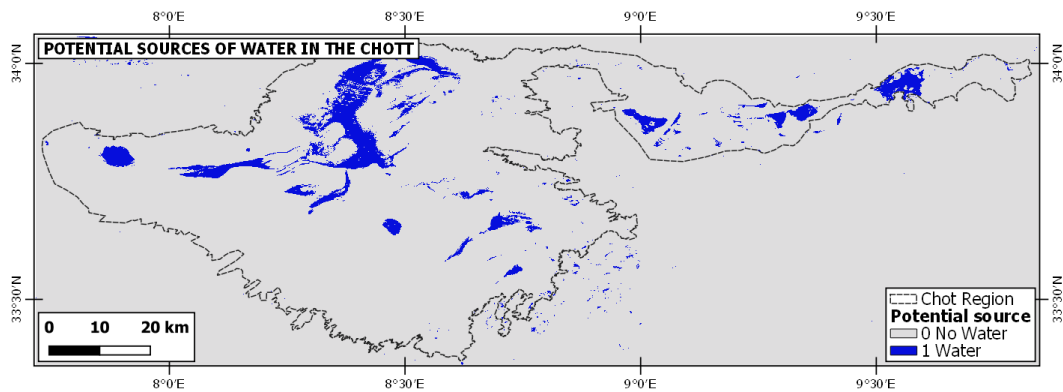 8°0'E 8°30'E 9°0'E 9°30'E
POTENTIAL SOURCES OF WATER IN THE CHOTT
34°0'N 34°0'N
33°30'N 33°30'N
0 10 20 km
Chot Region
Potential source
0 No Water
1 Water
8°0'E 8°30'E 9°0'E 9°30'E